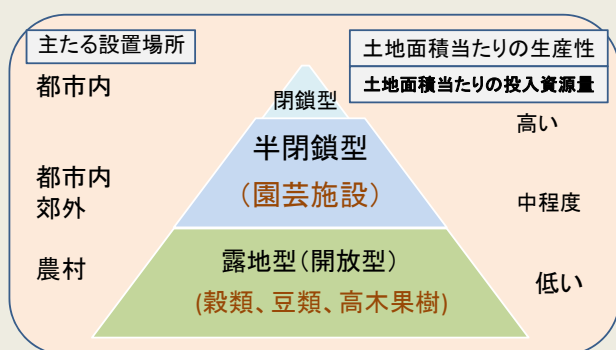 主たる設置場所
土地面積当たりの生産性
土地面積当たりの投入資源量
都市内
閉鎖型
高い
半閉鎖型
(園芸施設)
都市内
郊外
中程度
露地型(開放型)
(穀類、豆類、高木果樹)
農村
低い